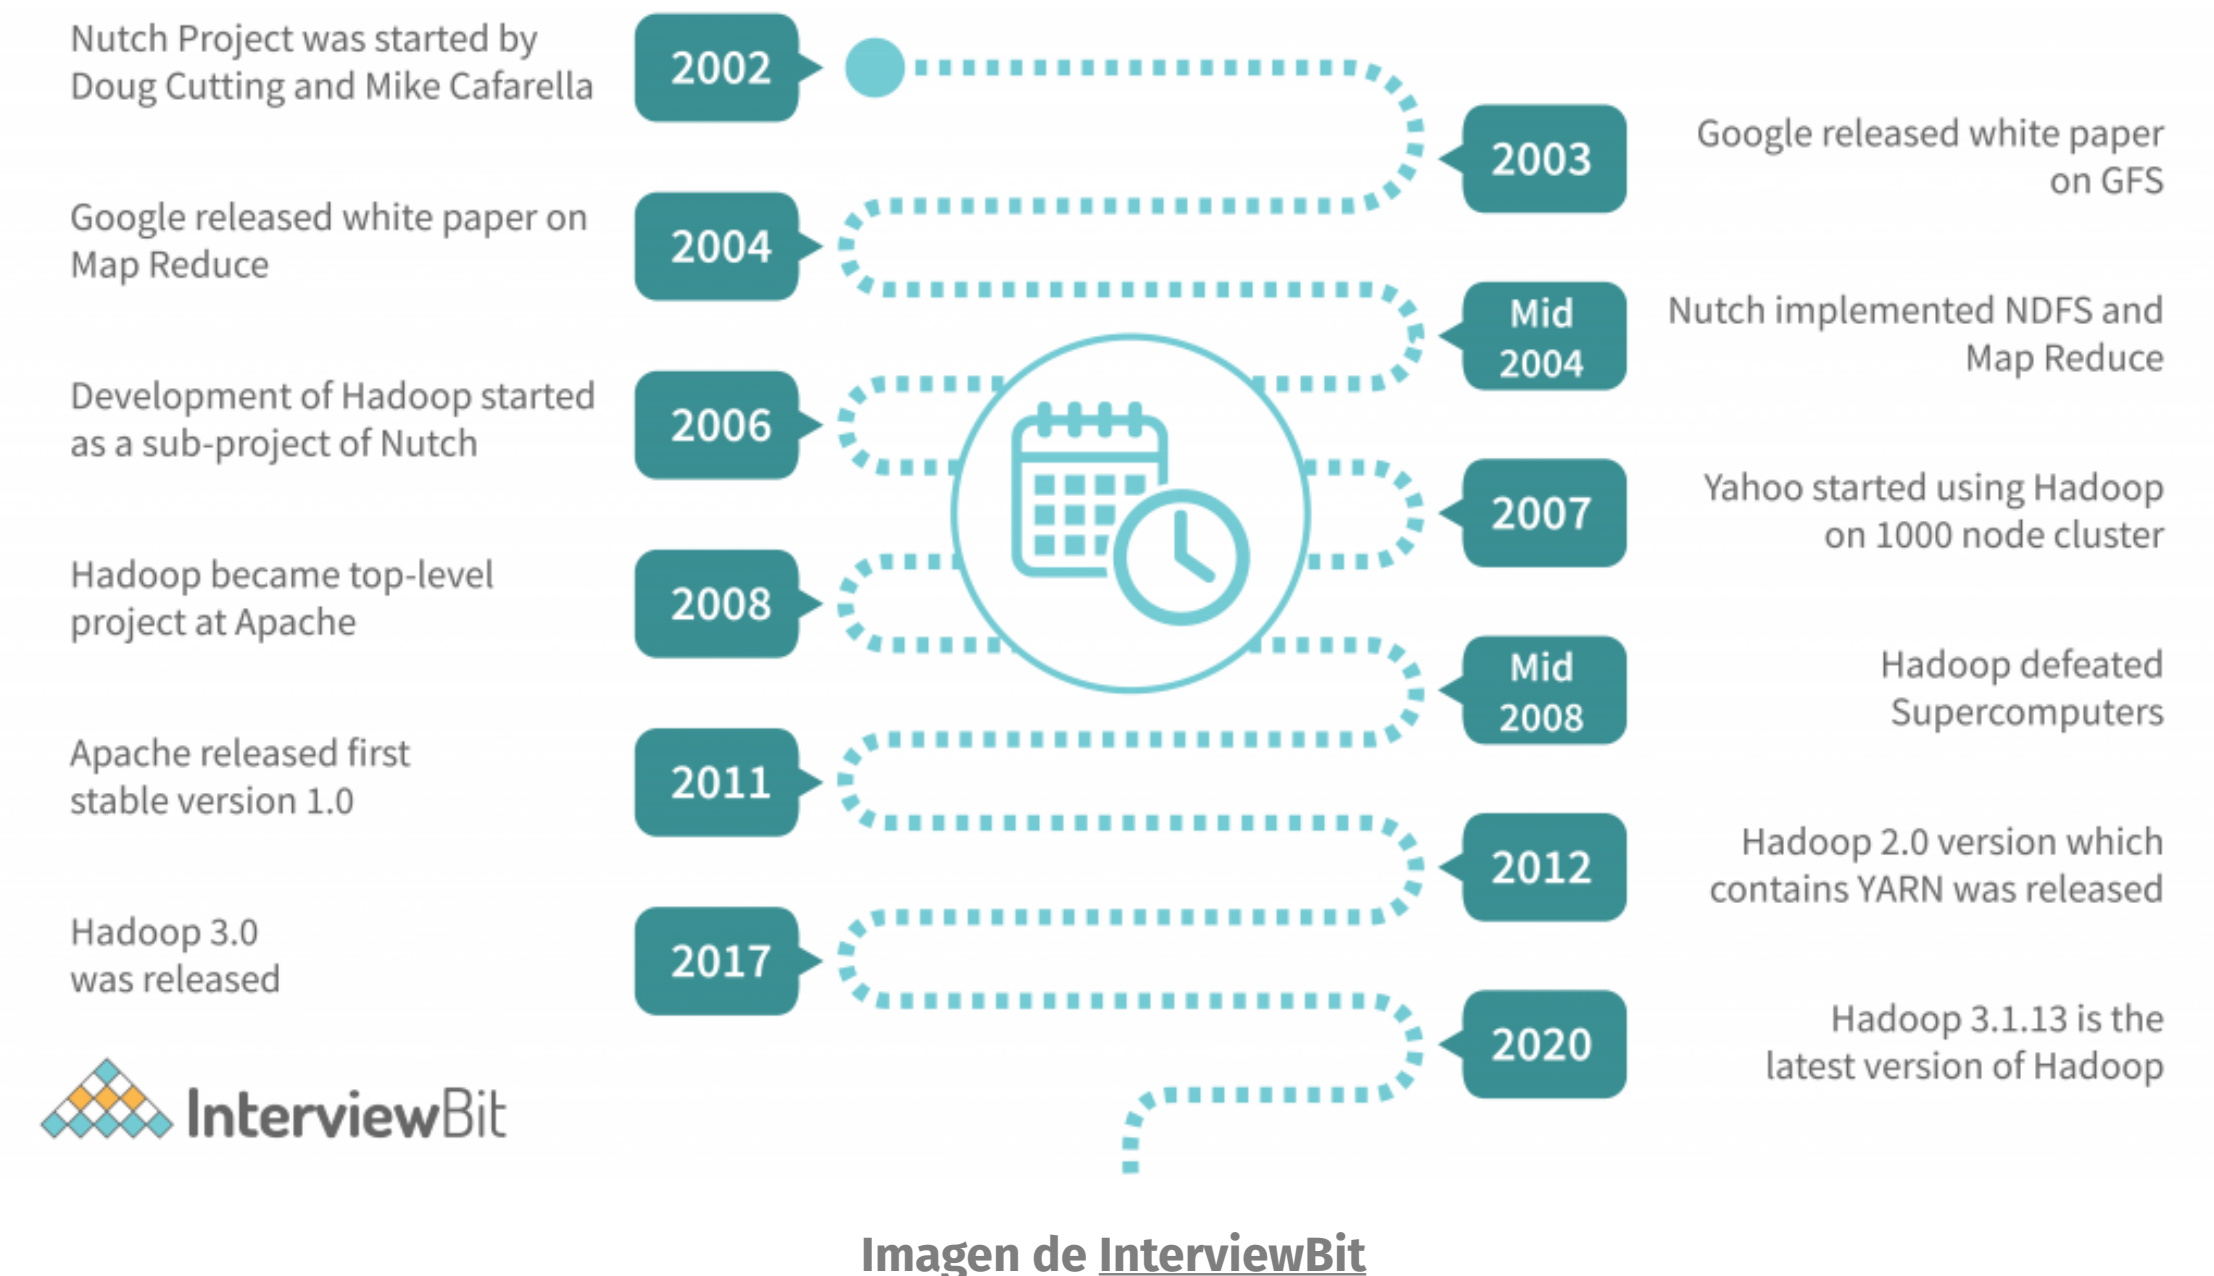 Nutch Project was started by
Doug Cutting and Mike Cafarella
2002
2003
Google released white paper
on GFS
Google released white paper on
Map Reduce
2004
Mid
2004
Nutch implemented NDFS and
Map Reduce
Development of Hadoop started
as a sub-project of Nutch
2006
2007
Yahoo started using Hadoop
on 1000 node cluster
Hadoop became top-level
project at Apache
2008
Mid
2008
Hadoop defeated
Supercomputers
Apache released first
stable version 1.0
2011
2012
Hadoop 2.0 version which
contains YARN was released
Hadoop 3.0
was released
2017
2020
Hadoop 3.1.13 is the
latest version of Hadoop
InterviewBit
Imagen de InterviewBit